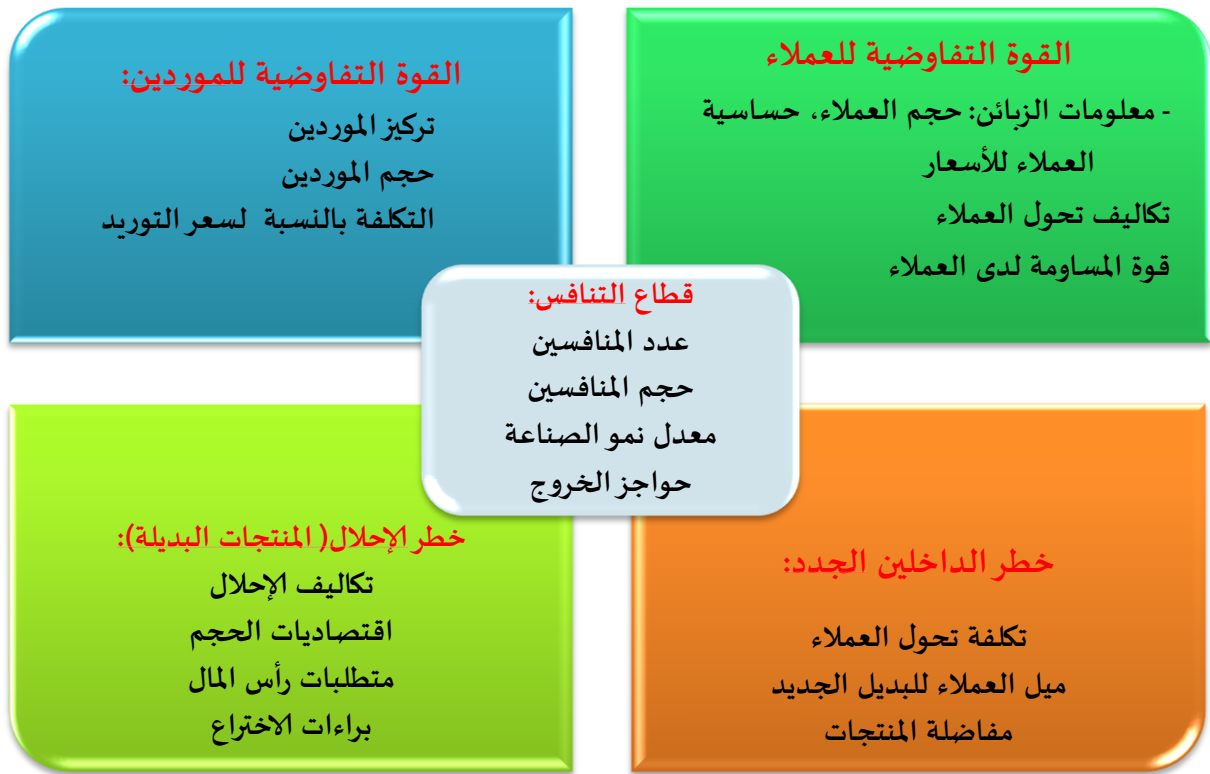 القوة التفاوضية للعملاء
- معلومات الزبائن: حجم العملاء، حساسية
العملاء للأسعار
تكاليف تحول العملاء
قوة المساومة لدى العملاء
القوة التفاوضية للموردين:
تركيز الموردين
حجم الموردين
التكلفة بالنسبة لسعر التوريد
قطاع التنافس:
عدد المنافسين
حجم المنافسين
معدل نمو الصناعة
حواجز الخروج
خطر الداخلين الجدد:
تكلفة تحول العملاء
ميل العملاء للبديل الجديد
مفاضلة المنتجات
خطر الإحلال( المنتجات البديلة):
تكاليف الإحلال
اقتصاديات الحجم
متطلبات رأس المال
براءات الاختراع